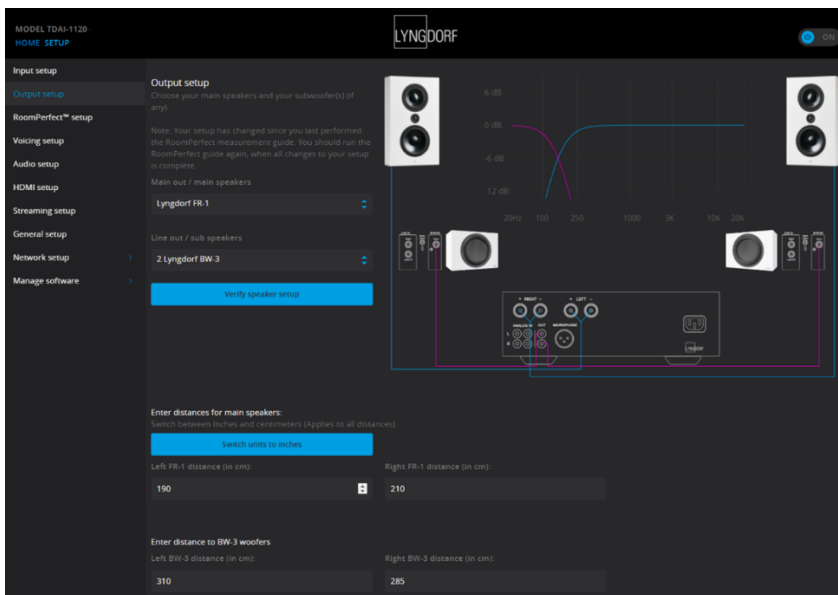 MODEL TDAI-1120
HOME SETUP
LYNGDORF
ON
Input setup
Output setup
RoomPerfect™ setup
Voicing setup
Audio setup
HDMI setup
Streaming setup
General setup
Network setup
Manage software
Output setup
Choose your main speakers and your subwoofer(s) (if
any).
Note: Your setup has changed since you last performed
the RoomPerfect measurement guide. You should run the
RoomPerfect guide again, when all changes to your setup
is complete.
Main out / main speakers
Lyngdorf FR-1
Line out / sub speakers
2 Lyngdorf BW-3
Verify speaker setup
6 dB
0 dB
-6 dB
-12 dB
20Hz 100 250 1000 3K 10K 20K
+ RIGHT - + LEFT -
ANALOG IN OUT MICROPHONE
L
R
LYNGDORF
Enter distances for main speakers:
Switch between Inches and centimeters (Applies to all distances)
Switch units to inches
Left FR-1 distance (in cm):
190
Right FR-1 distance (in cm):
210
Enter distance to BW-3 woofers
Left BW-3 distance (in cm):
310
Right BW-3 distance (in cm):
285